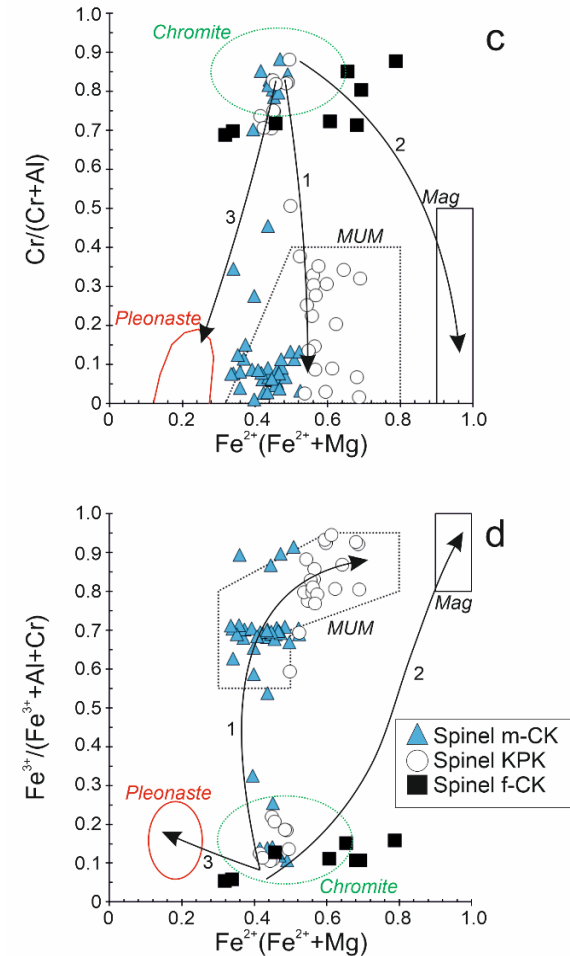 c
Chromite
1.0
0.9
0.8
0.7
0.6
0.5
0.4
0.3
0.2
0.1
0
Cr/(Cr+Al)
2
1
3
Mag
MUM
Pleonaste
0 0.2 0.4 0.6 0.8 1.0
Fe²⁺(Fe²⁺+Mg)
d
1.0
0.9
0.8
0.7
0.6
0.5
0.4
0.3
0.2
0.1
0
Fe³⁺/(Fe³⁺+Al+Cr)
Mag
MUM
2
1
Spinel m-CK
Spinel KPK
Spinel f-CK
Pleonaste
3
Chromite
0 0.2 0.4 0.6 0.8 1.0
Fe²⁺(Fe²⁺+Mg)